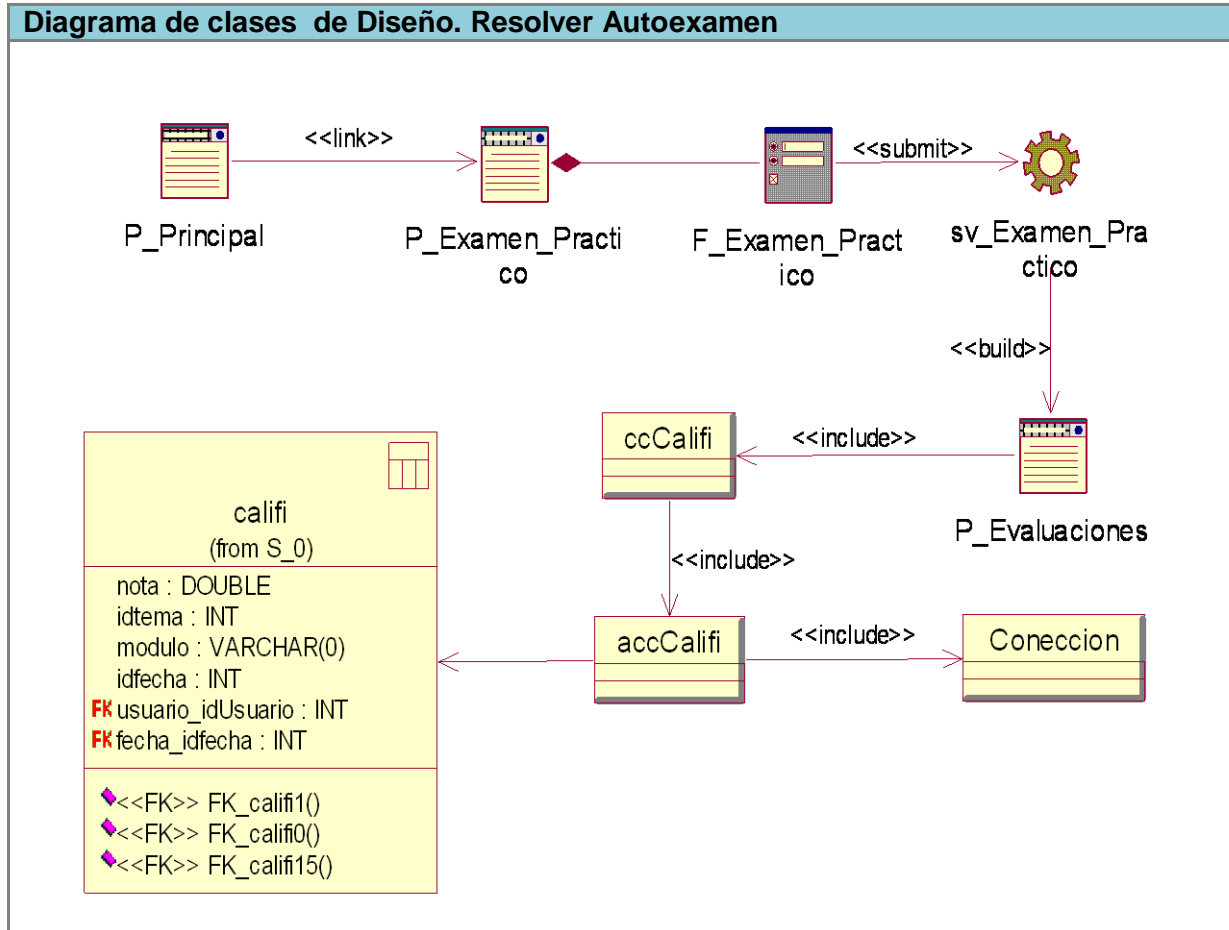 Diagrama de clases de Diseño. Resolver Autoexamen
<<link>>
<<submit>>
P_Principal
P_Examen_Practi
co
F_Examen_Pract
ico
sv_Examen_Pra
ctico
<<build>>
ccCalifi
<<include>>
P_Evaluaciones
califi
(from S_0)
<<include>>
nota : DOUBLE
idtema : INT
modulo : VARCHAR(0)
idfecha : INT
FK usuario_idUsuario : INT
FK fecha_idfecha : INT
accCalifi
<<include>>
Coneccion
<<FK>> FK_califi1()
<<FK>> FK_califi0()
<<FK>> FK_califi15()